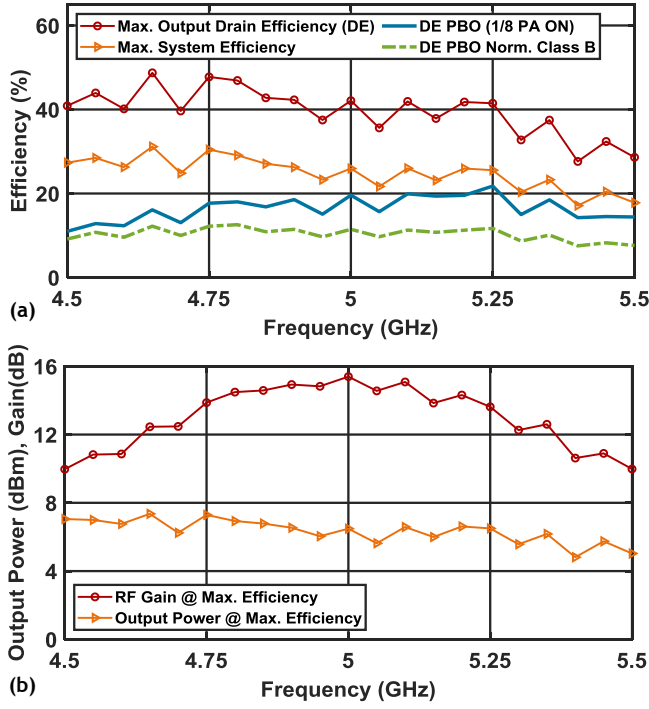 Max. Output Drain Efficiency (DE)
Max. System Efficiency
DE PBO (1/8 PA ON)
DE PBO Norm. Class B
Efficiency (%)
60
40
20
0
4.5
4.75
5
5.25
5.5
Frequency (GHz)
(a)
Output Power (dBm), Gain(dB)
16
12
8
4
0
RF Gain @ Max. Efficiency
Output Power @ Max. Efficiency
4.5
4.75
5
5.25
5.5
Frequency (GHz)
(b)